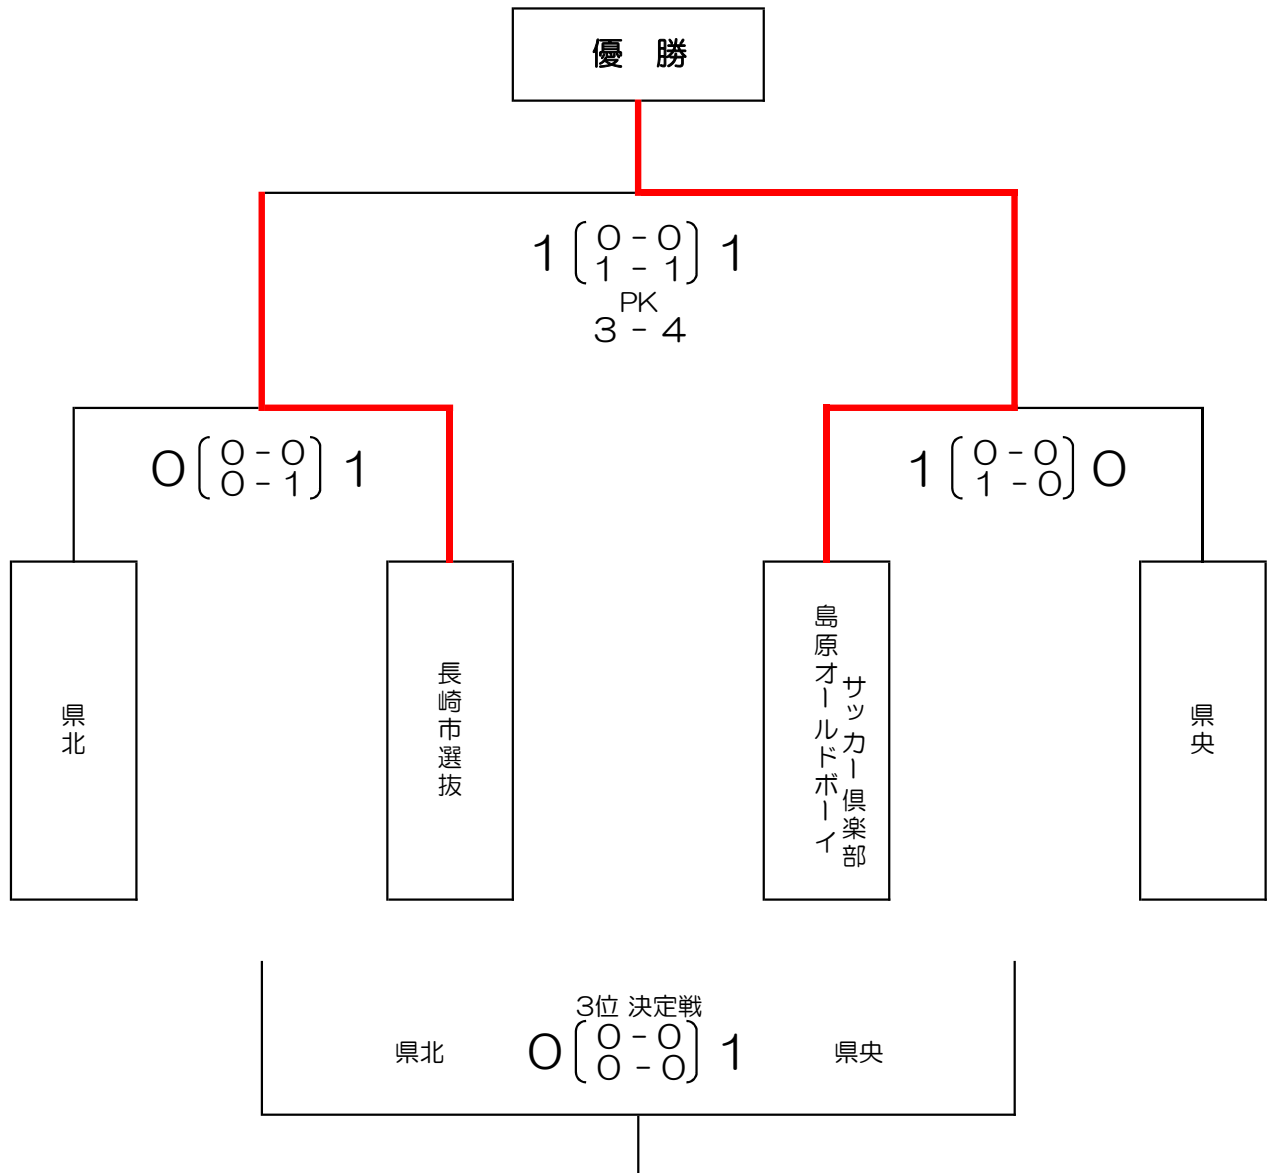 優 勝
1 0 - 0 1
1 - 1
PK
3 - 4
0 0 - 0 1
0 - 1
1 0 - 0 0
1 - 0
県北
長崎市選抜
島原オールドボーイ
サッカー倶楽部
県央
3位 決定戦
県北 0 0 - 0 1 県央
0 - 0